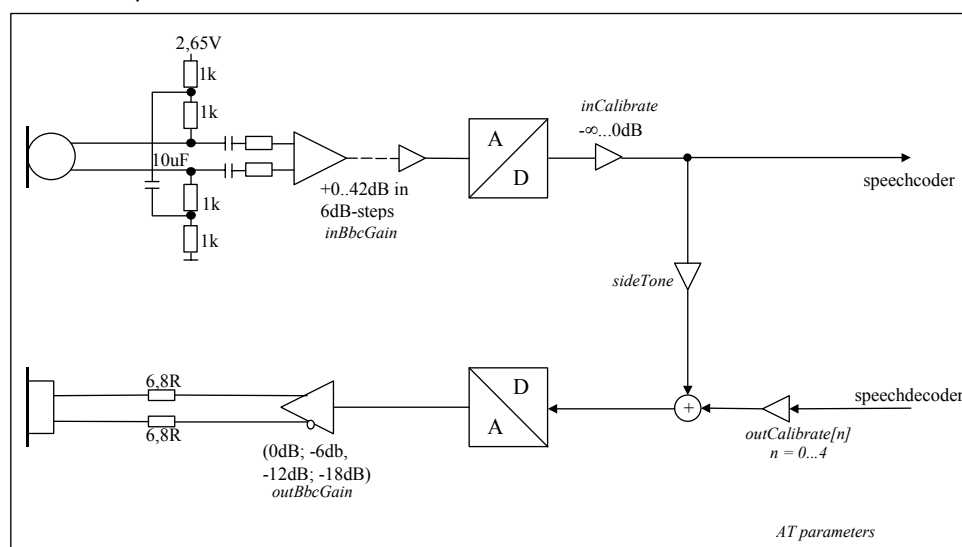 2,65V
1k
1k
10uF
1k
1k
+0..42dB in
6dB-steps
inBbcGain
A
D
inCalibrate
-∞...0dB
speechcoder
sideTone
6,8R
6,8R
(0dB; -6db,
-12dB; -18dB)
outBbcGain
D
A
+
speechdecoder
outCalibrate[n]
n = 0...4
AT parameters